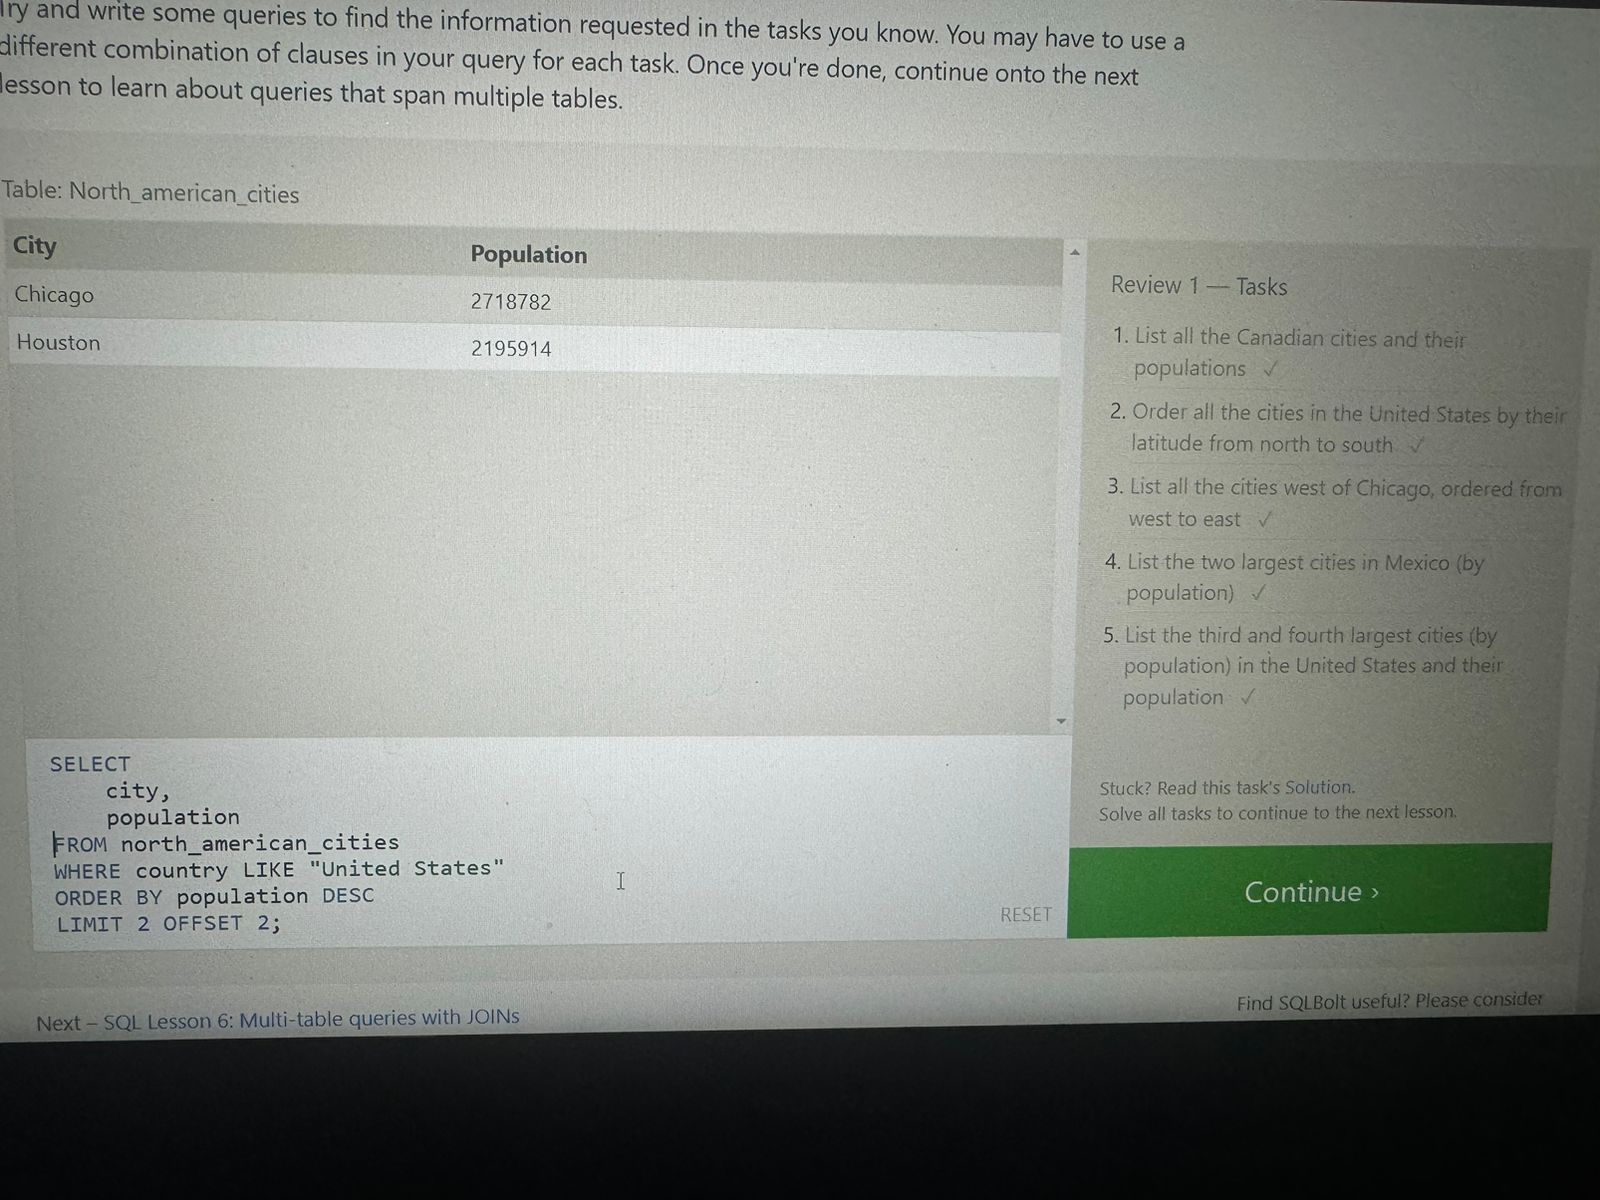 Try and write some queries to find the information requested in the tasks you know. You may have to use a
different combination of clauses in your query for each task. Once you're done, continue onto the next
lesson to learn about queries that span multiple tables.
Table: North_american_cities
City Population
Chicago 2718782
Houston 2195914
Review 1 — Tasks
1. List all the Canadian cities and their
populations ✓
2. Order all the cities in the United States by their
latitude from north to south ✓
3. List all the cities west of Chicago, ordered from
west to east ✓
4. List the two largest cities in Mexico (by
population) ✓
5. List the third and fourth largest cities (by
population) in the United States and their
population ✓
Stuck? Read this task's Solution.
Solve all tasks to continue to the next lesson.
Continue ›
SELECT
city,
population
FROM north_american_cities
WHERE country LIKE "United States"
ORDER BY population DESC
LIMIT 2 OFFSET 2;
RESET
Next – SQL Lesson 6: Multi-table queries with JOINs
Find SQLBolt useful? Please consider